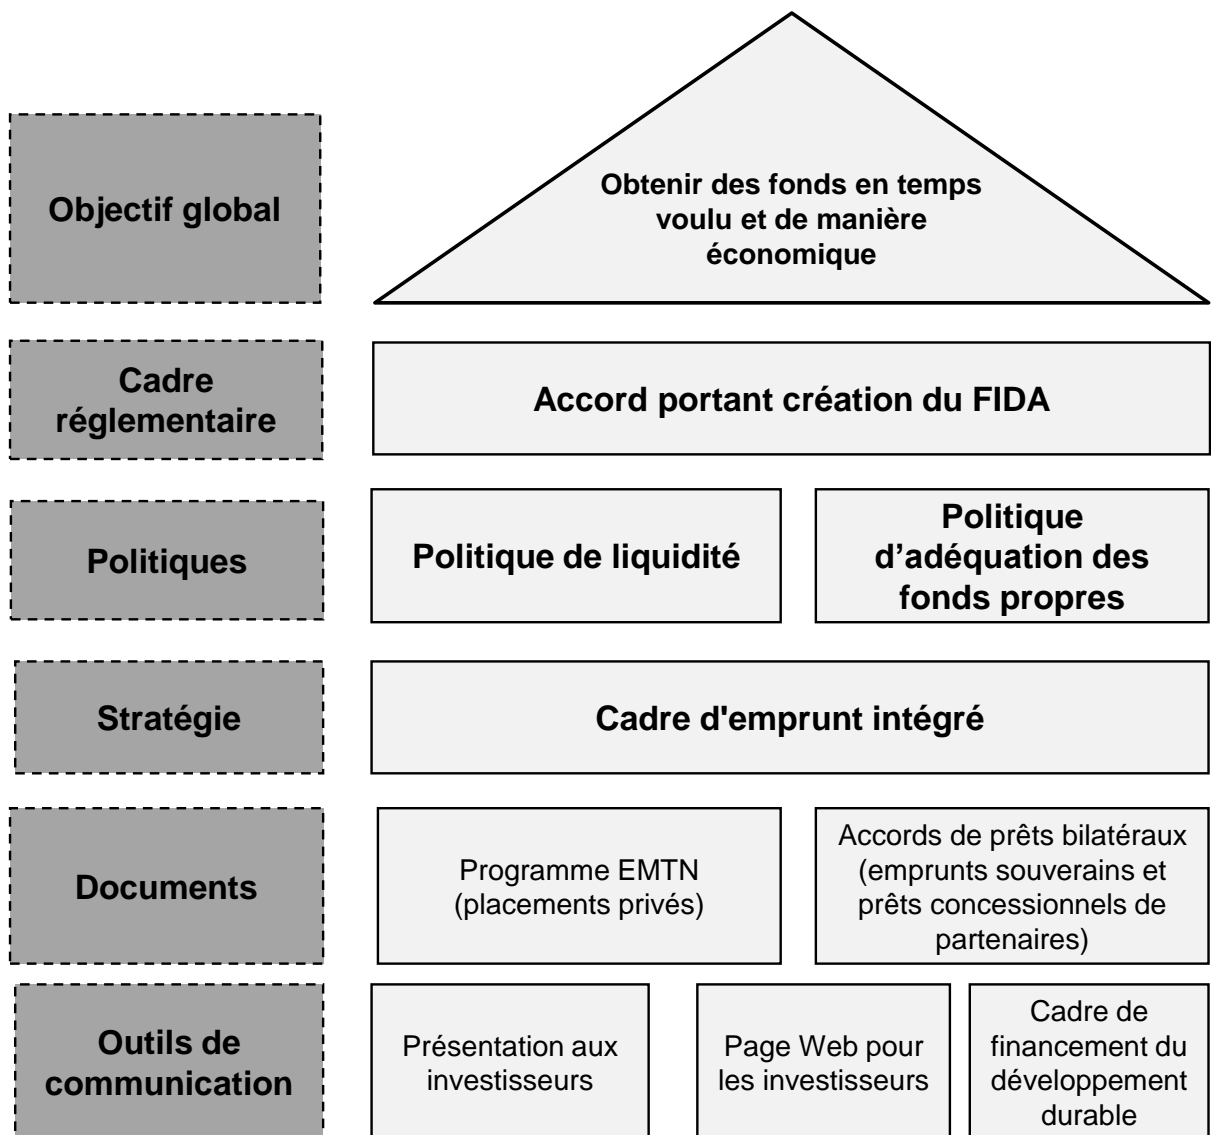 Objectif global
Obtenir des fonds en temps
voulu et de manière
économique
Cadre
réglementaire
Accord portant création du FIDA
Politiques
Politique de liquidité
Politique
d’adéquation des
fonds propres
Stratégie
Cadre d'emprunt intégré
Documents
Programme EMTN
(placements privés)
Accords de prêts bilatéraux
(emprunts souverains et
prêts concessionnels de
partenaires)
Outils de
communication
Présentation aux
investisseurs
Page Web pour
les investisseurs
Cadre de
financement du
développement
durable